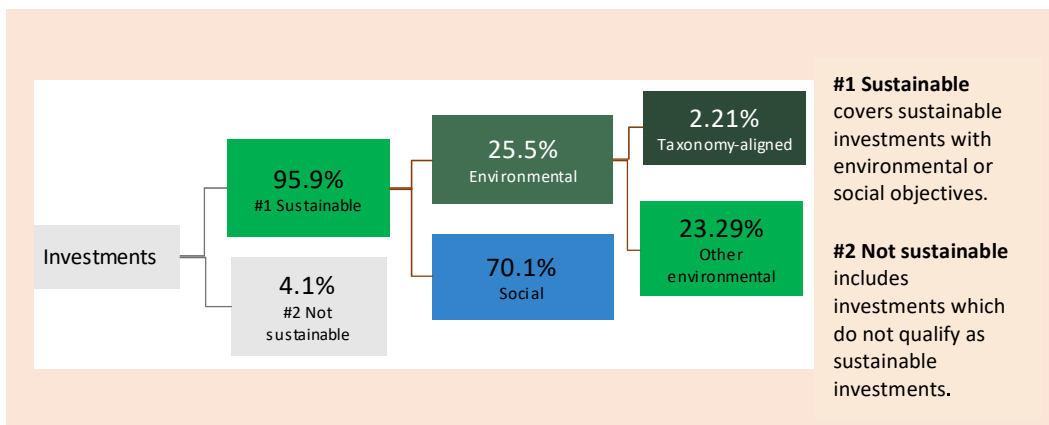 Investments
95.9%
#1 Sustainable
4.1%
#2 Not
sustainable
25.5%
Environmental
70.1%
Social
2.21%
Taxonomy-aligned
23.29%
Other
environmental
#1 Sustainable
covers sustainable
investments with
environmental or
social objectives.
#2 Not sustainable
includes
investments which
do not qualify as
sustainable
investments.